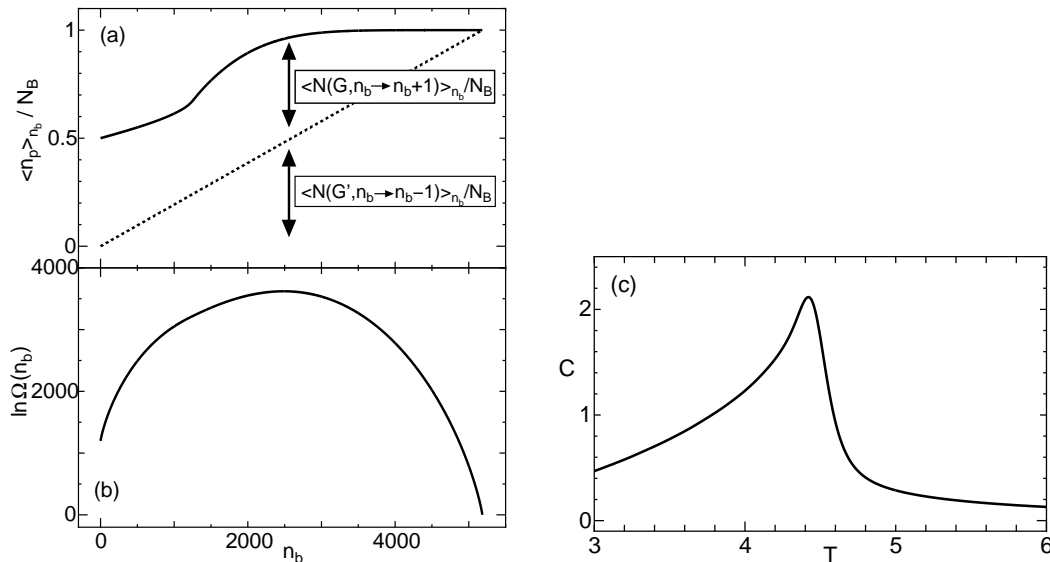 (a)
1
0.5
0
<n_p>_{n_b} / N_B
<N(G,n_b→n_b+1)>_{n_b}/N_B
<N(G’,n_b→n_b−1)>_{n_b}/N_B
4000
2000
0
lnΩ(n_b)
(b)
0 2000 4000
n_b
(c)
2
1
0
C
3 4 5 6
T